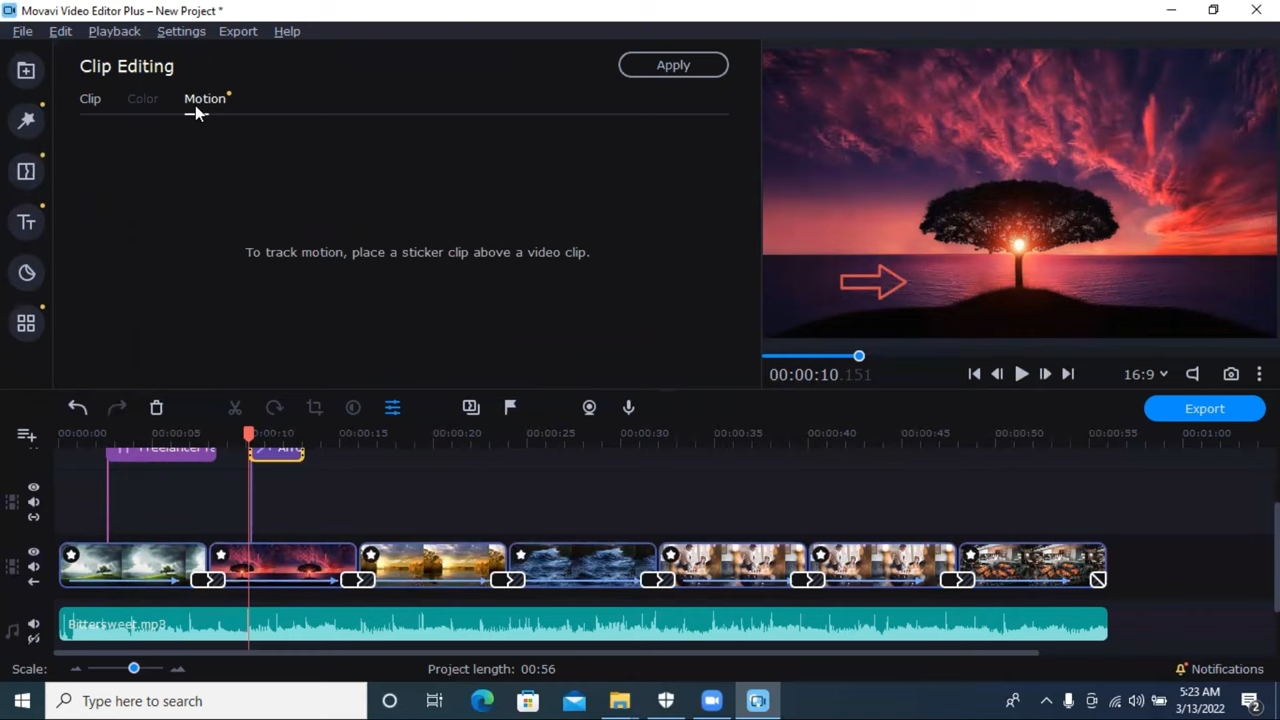 Movavi Video Editor Plus – New Project *
File Edit Playback Settings Export Help
Clip Editing
Apply
Clip Color Motion
To track motion, place a sticker clip above a video clip.
00:00:10.151
16:9
Export
00:00:00 00:00:05 00:00:10 00:00:15 00:00:20 00:00:25 00:00:30 00:00:35 00:00:40 00:00:45 00:00:50 00:00:55 00:01:00
Bittersweet.mp3
Scale:
Project length: 00:56
Notifications
Type here to search
5:23 AM
3/13/2022
2